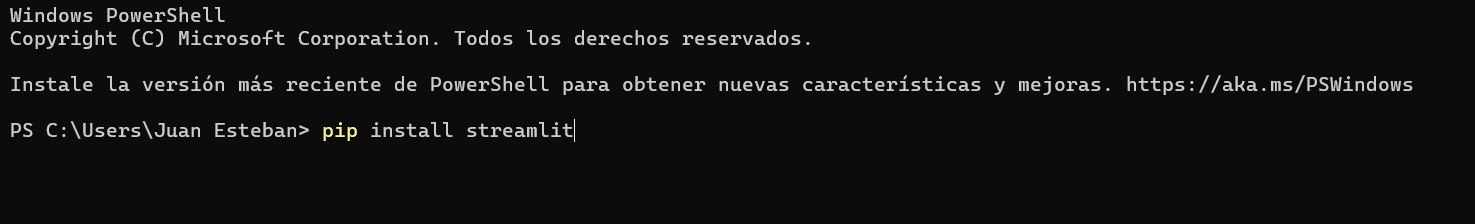 Windows PowerShell
Copyright (C) Microsoft Corporation. Todos los derechos reservados.
Instale la versión más reciente de PowerShell para obtener nuevas características y mejoras. https://aka.ms/PSWindows
PS C:\Users\Juan Esteban> pip install streamlit